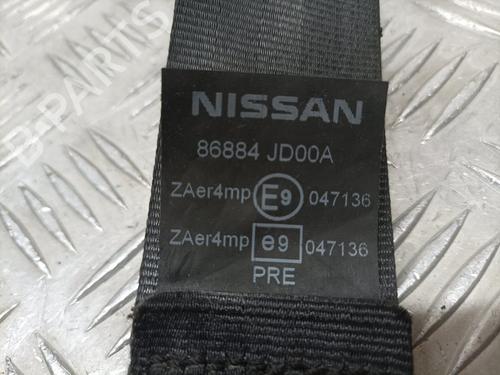 NISSAN
86884 JD00A
ZAer4mp E9 047136
ZAer4mp e9 047136
PRE
B-PARTS